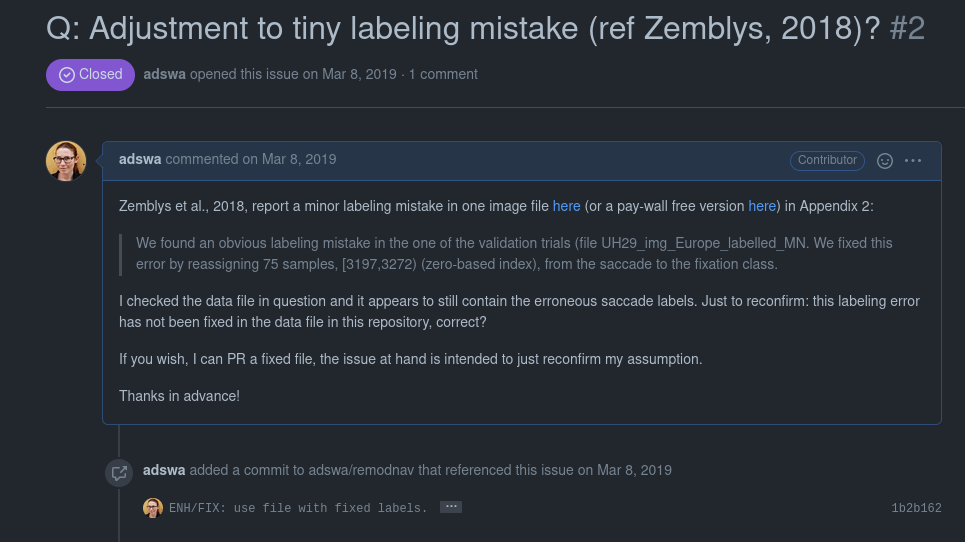 Q: Adjustment to tiny labeling mistake (ref Zemblys, 2018)? #2
Closed adswa opened this issue on Mar 8, 2019 · 1 comment
adswa commented on Mar 8, 2019 Contributor
Zemblys et al., 2018, report a minor labeling mistake in one image file here (or a pay-wall free version here) in Appendix 2:
We found an obvious labeling mistake in the one of the validation trials (file UH29_img_Europe_labelled_MN. We fixed this
error by reassigning 75 samples, [3197,3272) (zero-based index), from the saccade to the fixation class.
I checked the data file in question and it appears to still contain the erroneous saccade labels. Just to reconfirm: this labeling error
has not been fixed in the data file in this repository, correct?
If you wish, I can PR a fixed file, the issue at hand is intended to just reconfirm my assumption.
Thanks in advance!
adswa added a commit to adswa/remodnav that referenced this issue on Mar 8, 2019
ENH/FIX: use file with fixed labels. ... 1b2b162